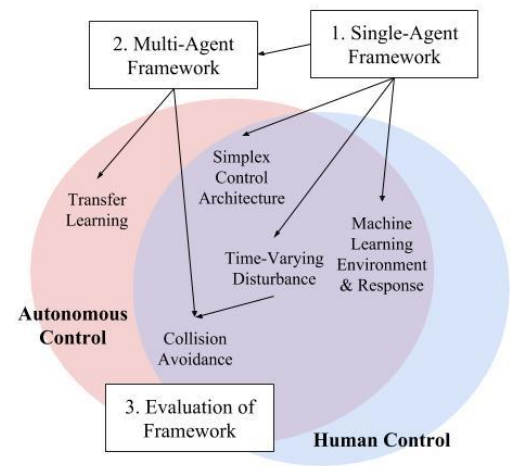 2. Multi-Agent
Framework
1. Single-Agent
Framework
Simplex
Control
Architecture
Transfer
Learning
Machine
Learning
Environment
& Response
Time-Varying
Disturbance
Autonomous
Control
Collision
Avoidance
3. Evaluation of
Framework
Human Control